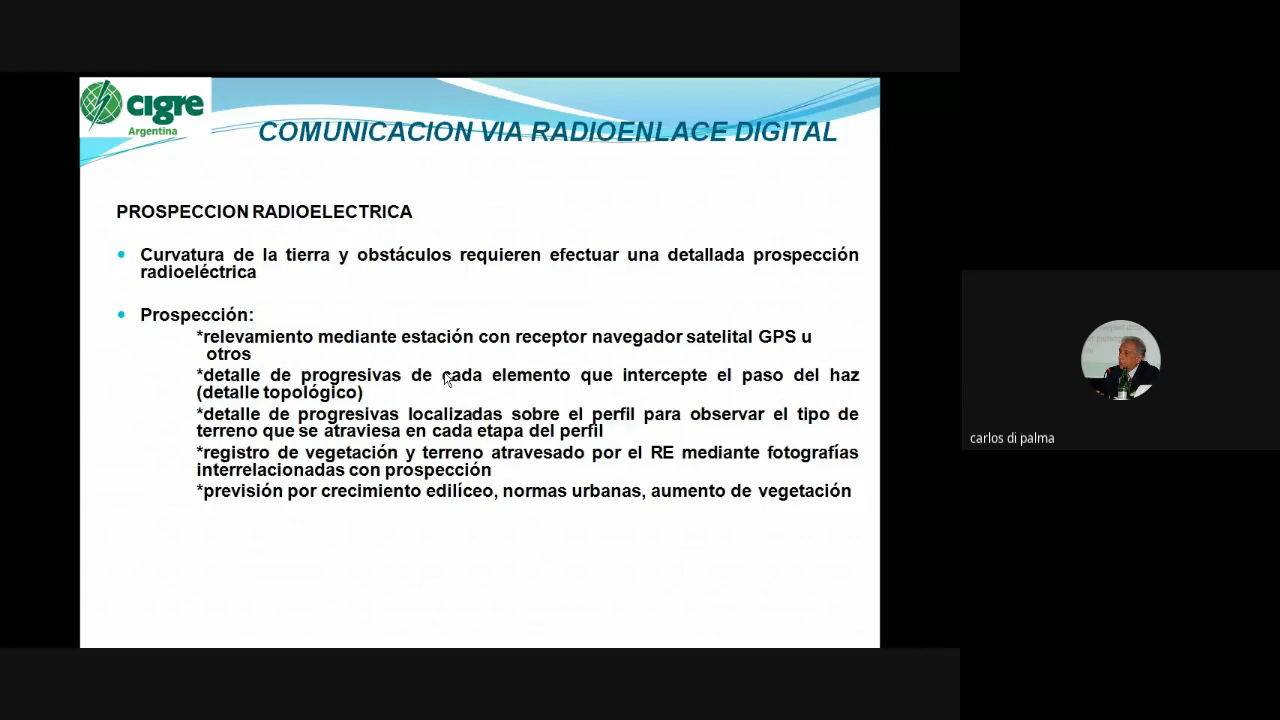 cigre
Argentina
COMUNICACION VIA RADIOENLACE DIGITAL
PROSPECCION RADIOELECTRICA
• Curvatura de la tierra y obstáculos requieren efectuar una detallada prospección
radioeléctrica
• Prospección:
*relevamiento mediante estación con receptor navegador satelital GPS u
otros
*detalle de progresivas de cada elemento que intercepte el paso del haz
(detalle topológico)
*detalle de progresivas localizadas sobre el perfil para observar el tipo de
terreno que se atraviesa en cada etapa del perfil
*registro de vegetación y terreno atravesado por el RE mediante fotografías
interrelacionadas con prospección
*previsión por crecimiento edilíceo, normas urbanas, aumento de vegetación
carlos di palma